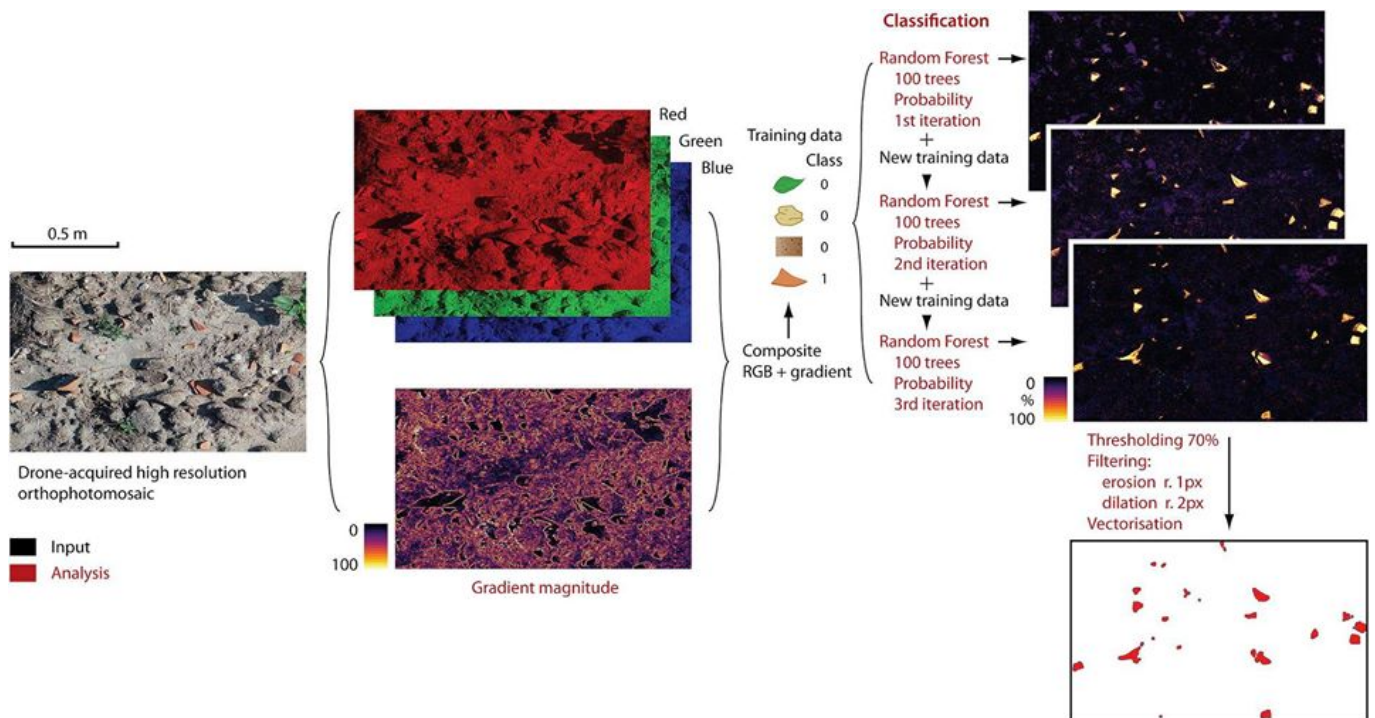 0.5 m
Drone-acquired high resolution
orthophotomosaic
Input
Analysis
Red
Green
Blue
0
100
Gradient magnitude
Training data
Class
0
0
0
1
Composite
RGB + gradient
Classification
Random Forest
100 trees
Probability
1st iteration
+
New training data
Random Forest
100 trees
Probability
2nd iteration
+
New training data
Random Forest
100 trees
Probability
3rd iteration
0
%
100
Thresholding 70%
Filtering:
erosion r. 1px
dilation r. 2px
Vectorisation